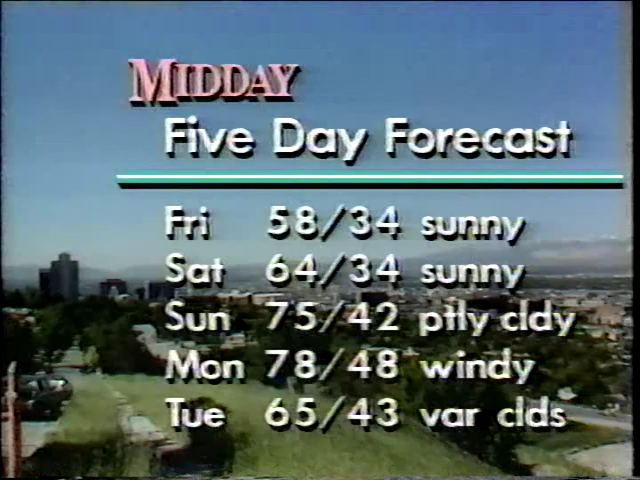 MIDDAY
Five Day Forecast
Fri 58/34 sunny
Sat 64/34 sunny
Sun 75/42 ptly cldy
Mon 78/48 windy
Tue 65/43 var clds